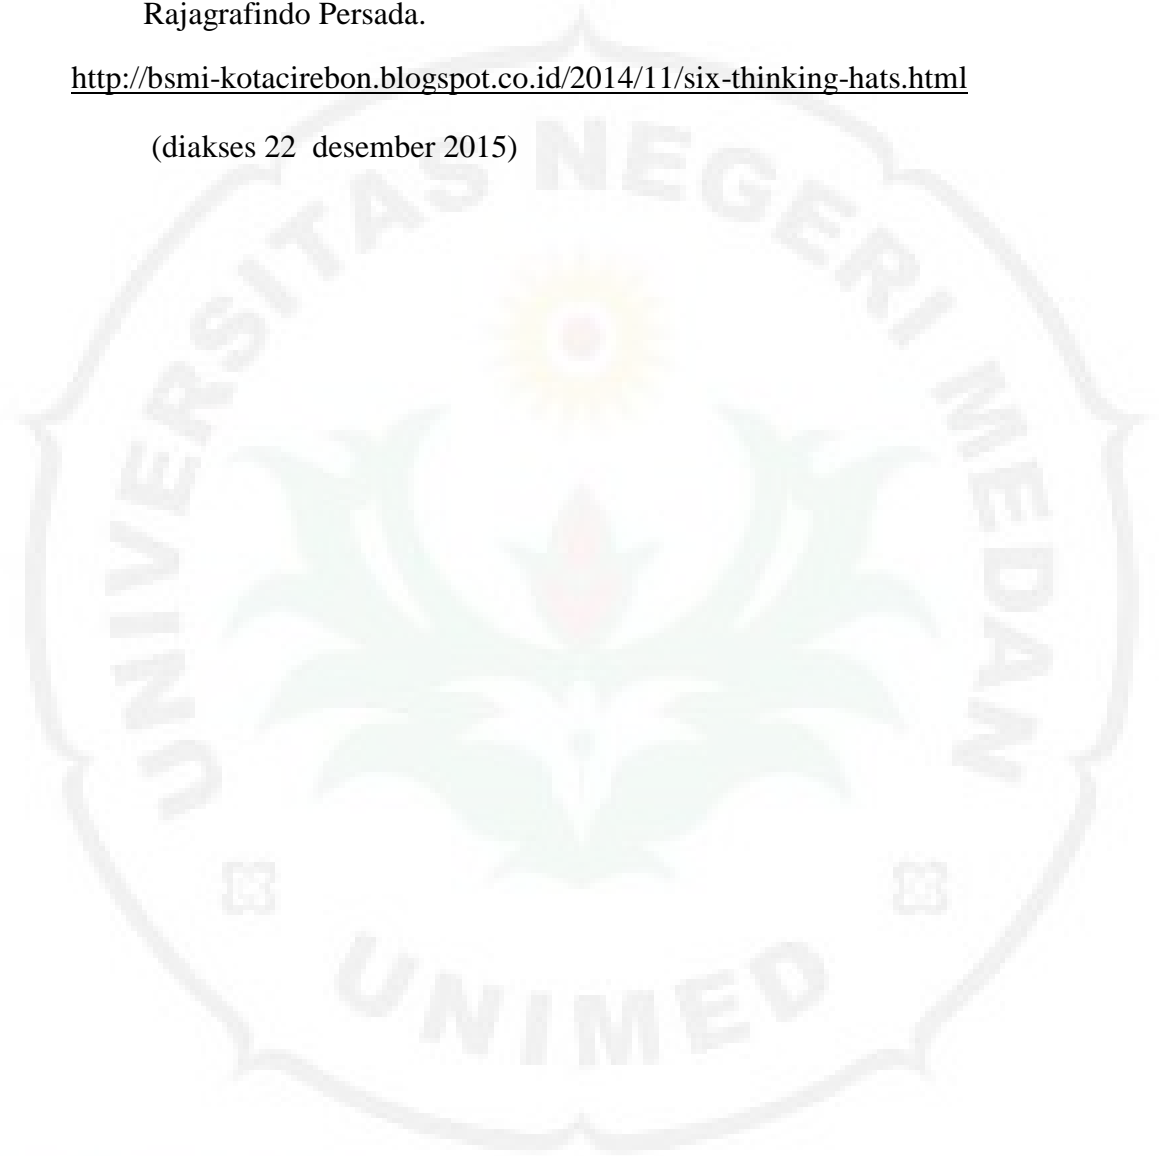 Rajagrafindo Persada.
http://bsmi-kotacirebon.blogspot.co.id/2014/11/six-thinking-hats.html
(diakses 22 desember 2015)
UNIVERSITAS NEGERI MEDAN
UNIMED